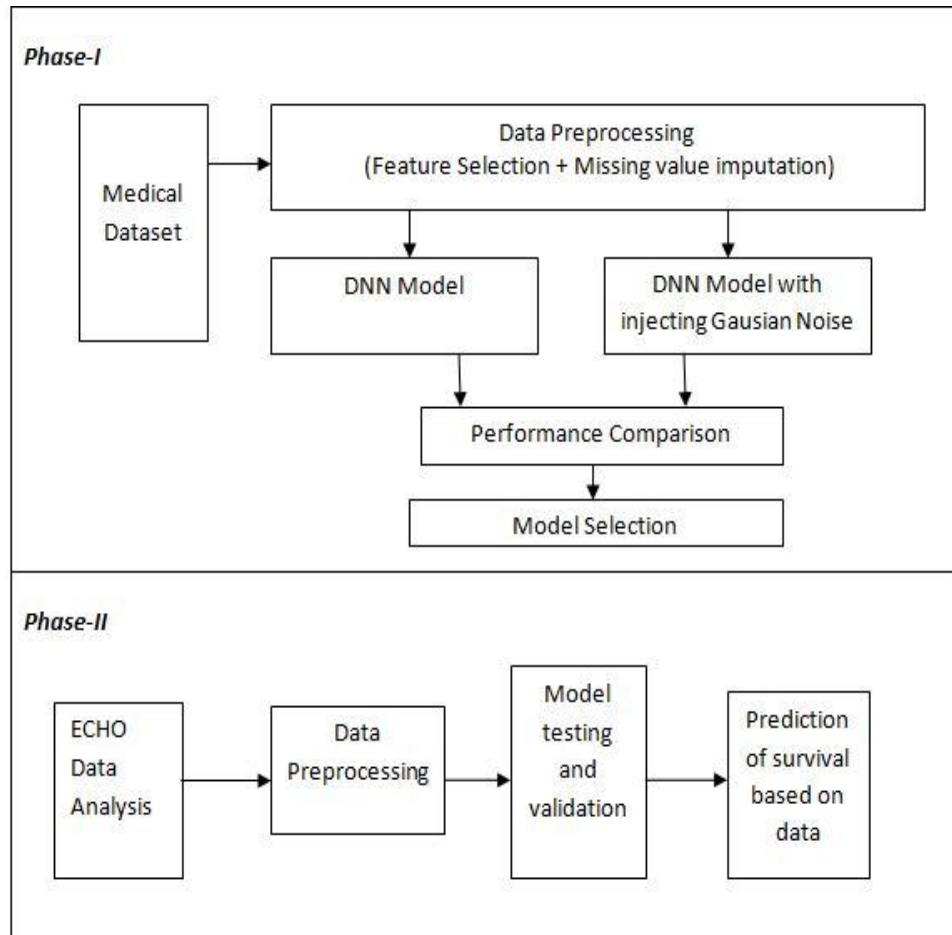 Phase-I
Medical
Dataset
Data Preprocessing
(Feature Selection + Missing value imputation)
DNN Model
DNN Model with
injecting Gausian Noise
Performance Comparison
Model Selection
Phase-II
ECHO
Data
Analysis
Data
Preprocessing
Model
testing
and
validation
Prediction
of survival
based on
data